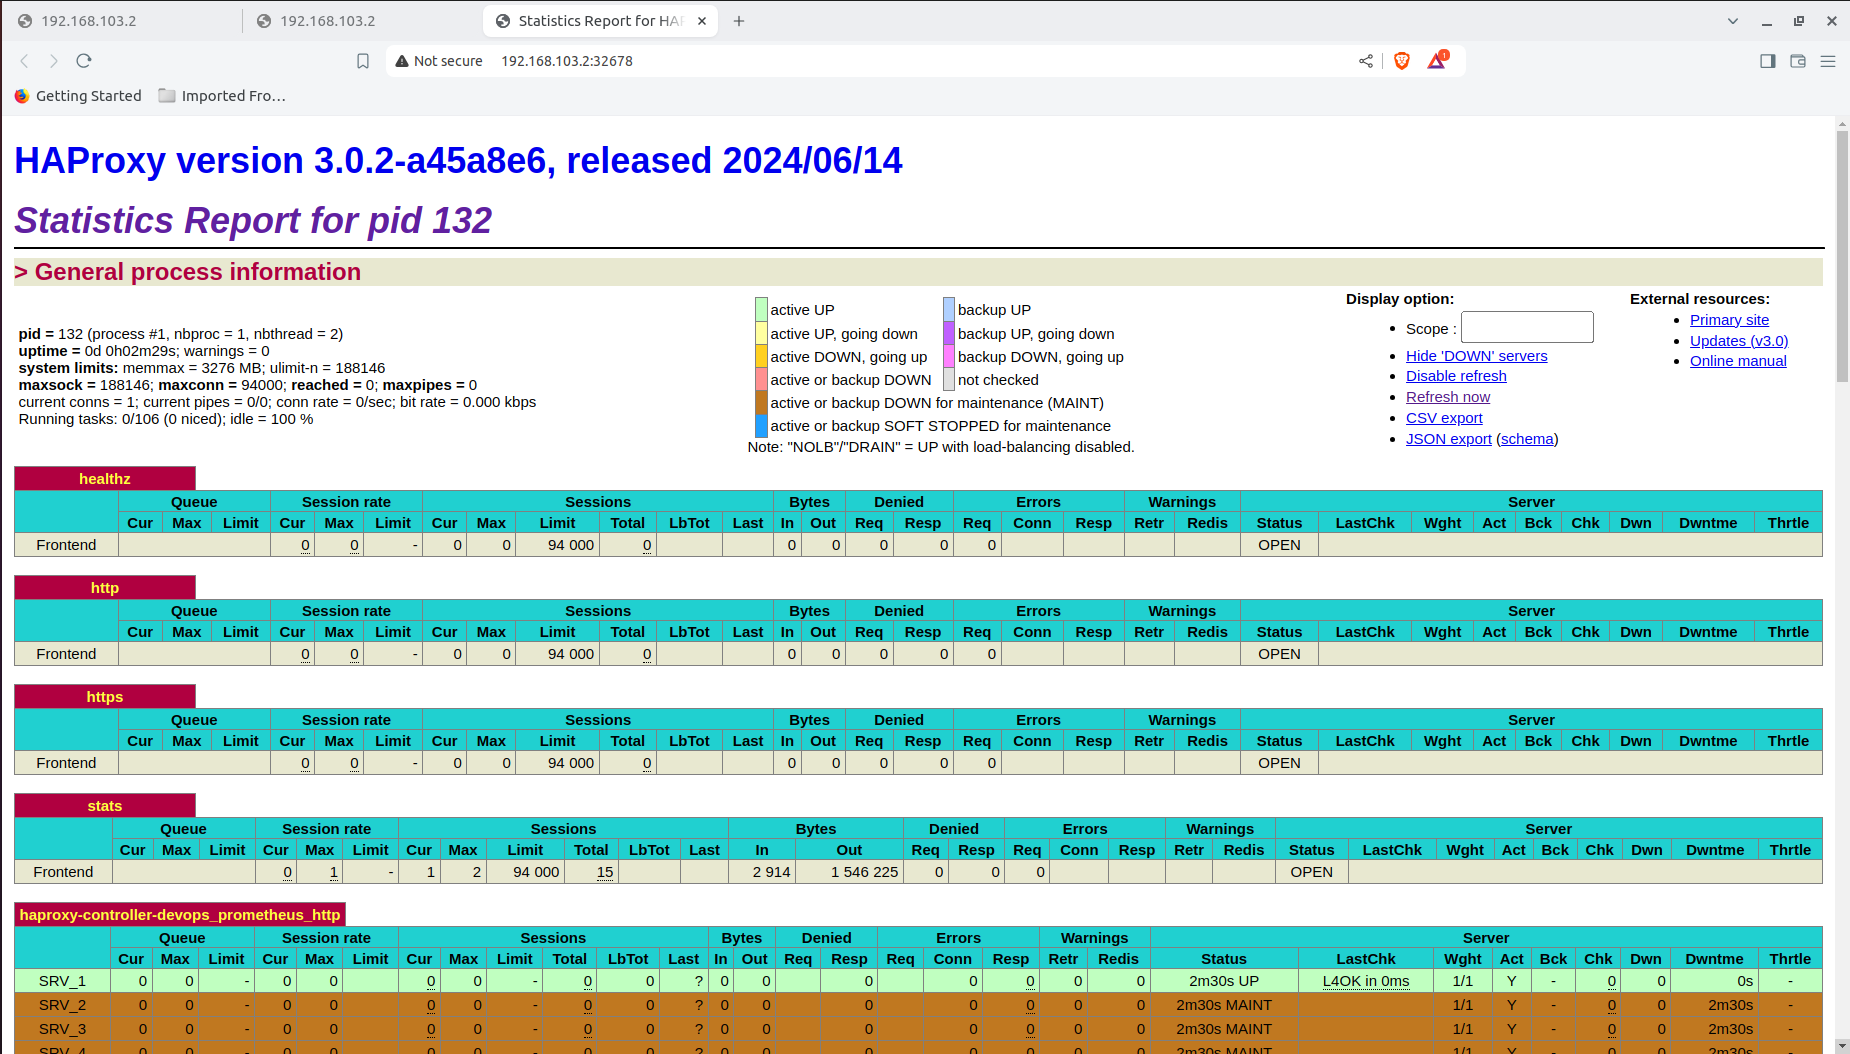 192.168.103.2
192.168.103.2
Statistics Report for HA
Not secure 192.168.103.2:32678
1
Getting Started
Imported Fro…
HAProxy version 3.0.2-a45a8e6, released 2024/06/14
Statistics Report for pid 132
> General process information
pid = 132 (process #1, nbproc = 1, nbthread = 2)
uptime = 0d 0h02m29s; warnings = 0
system limits: memmax = 3276 MB; ulimit-n = 188146
maxsock = 188146; maxconn = 94000; reached = 0; maxpipes = 0
current conns = 1; current pipes = 0/0; conn rate = 0/sec; bit rate = 0.000 kbps
Running tasks: 0/106 (0 niced); idle = 100 %
active UP backup UP
active UP, going down backup UP, going down
active DOWN, going up backup DOWN, going up
active or backup DOWN not checked
active or backup DOWN for maintenance (MAINT)
active or backup SOFT STOPPED for maintenance
Note: "NOLB"/"DRAIN" = UP with load-balancing disabled.
Display option:
• Scope :
• Hide 'DOWN' servers
• Disable refresh
• Refresh now
• CSV export
• JSON export (schema)
External resources:
• Primary site
• Updates (v3.0)
• Online manual
healthz
Queue Session rate Sessions Bytes Denied Errors Warnings Server
Cur Max Limit Cur Max Limit Cur Max Limit Total LbTot Last In Out Req Resp Req Conn Resp Retr Redis Status LastChk Wght Act Bck Chk Dwn Dwntme Thrtle
Frontend 0 0 - 0 0 94 000 0 0 0 0 0 0 OPEN
http
Queue Session rate Sessions Bytes Denied Errors Warnings Server
Cur Max Limit Cur Max Limit Cur Max Limit Total LbTot Last In Out Req Resp Req Conn Resp Retr Redis Status LastChk Wght Act Bck Chk Dwn Dwntme Thrtle
Frontend 0 0 - 0 0 94 000 0 0 0 0 0 0 OPEN
https
Queue Session rate Sessions Bytes Denied Errors Warnings Server
Cur Max Limit Cur Max Limit Cur Max Limit Total LbTot Last In Out Req Resp Req Conn Resp Retr Redis Status LastChk Wght Act Bck Chk Dwn Dwntme Thrtle
Frontend 0 0 - 0 0 94 000 0 0 0 0 0 0 OPEN
stats
Queue Session rate Sessions Bytes Denied Errors Warnings Server
Cur Max Limit Cur Max Limit Cur Max Limit Total LbTot Last In Out Req Resp Req Conn Resp Retr Redis Status LastChk Wght Act Bck Chk Dwn Dwntme Thrtle
Frontend 0 1 - 1 2 94 000 15 2 914 1 546 225 0 0 0 OPEN
haproxy-controller-devops_prometheus_http
Queue Session rate Sessions Bytes Denied Errors Warnings Server
Cur Max Limit Cur Max Limit Cur Max Limit Total LbTot Last In Out Req Resp Req Conn Resp Retr Redis Status LastChk Wght Act Bck Chk Dwn Dwntme Thrtle
SRV_1 0 0 - 0 0 0 0 - 0 0 ? 0 0 0 0 0 0 0 2m30s UP L4OK in 0ms 1/1 Y - 0 0 0s -
SRV_2 0 0 - 0 0 0 0 - 0 0 ? 0 0 0 0 0 0 0 2m30s MAINT 1/1 Y - 0 0 2m30s -
SRV_3 0 0 - 0 0 0 0 - 0 0 ? 0 0 0 0 0 0 0 2m30s MAINT 1/1 Y - 0 0 2m30s -
SRV_4 0 0 - 0 0 0 0 - 0 0 ? 0 0 0 0 0 0 0 2m30s MAINT 1/1 Y - 0 0 2m30s -